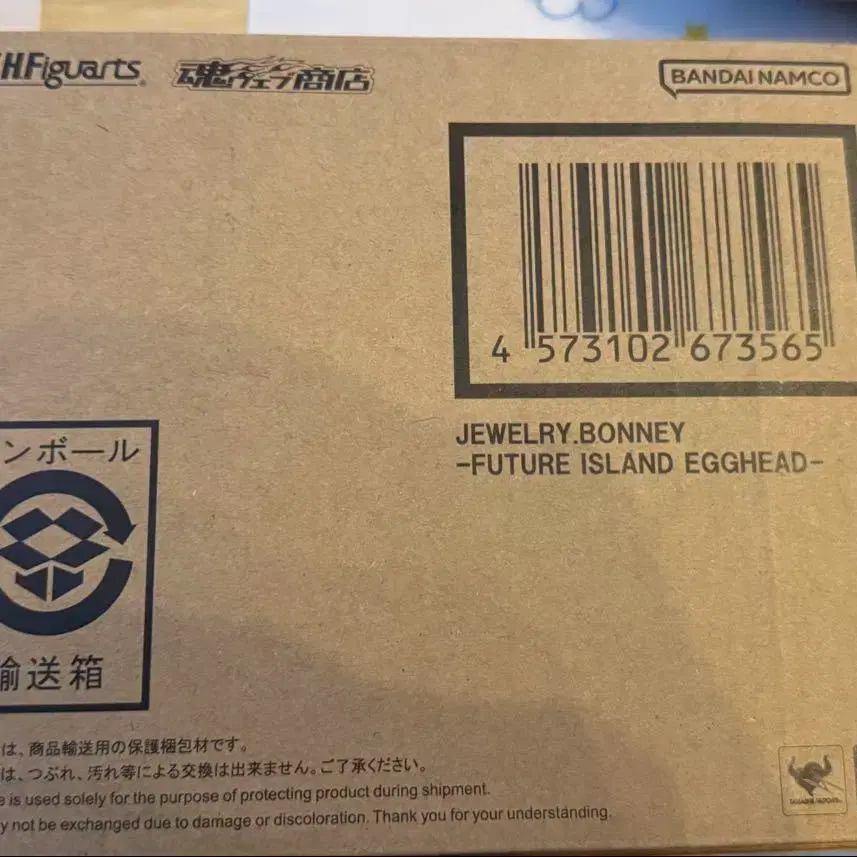 H.Figuarts
魂ウェブ商店
BANDAI NAMCO
4 573102 673565
JEWELRY.BONNEY
-FUTURE ISLAND EGGHEAD-
ンボール
輸送箱
は、商品輸送用の保護梱包材です。
は、つぶれ、汚れ等による交換は出来ません。ご了承ください。
e is used solely for the purpose of protecting product during shipment.
y not be exchanged due to damage or discoloration. Thank you for your understanding.